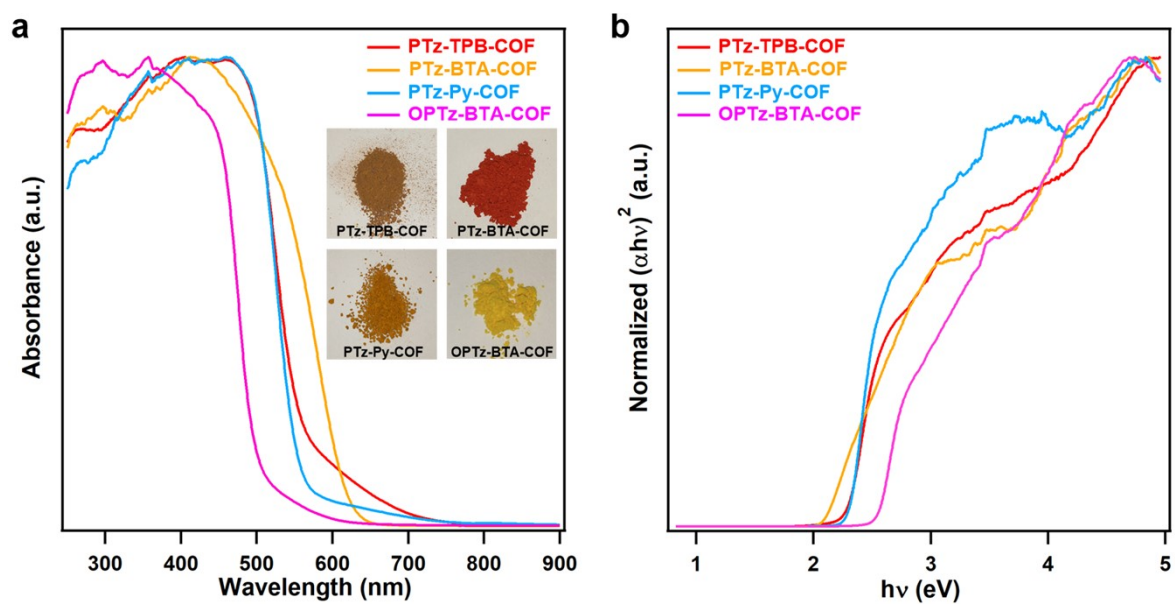 a
PTz-TPB-COF
PTz-BTA-COF
PTz-Py-COF
OPTz-BTA-COF
PTz-TPB-COF
PTz-BTA-COF
PTz-Py-COF
OPTz-BTA-COF
Absorbance (a.u.)
300 400 500 600 700 800 900
Wavelength (nm)
b
PTz-TPB-COF
PTz-BTA-COF
PTz-Py-COF
OPTz-BTA-COF
Normalized (αhν)² (a.u.)
1 2 3 4 5
hν (eV)